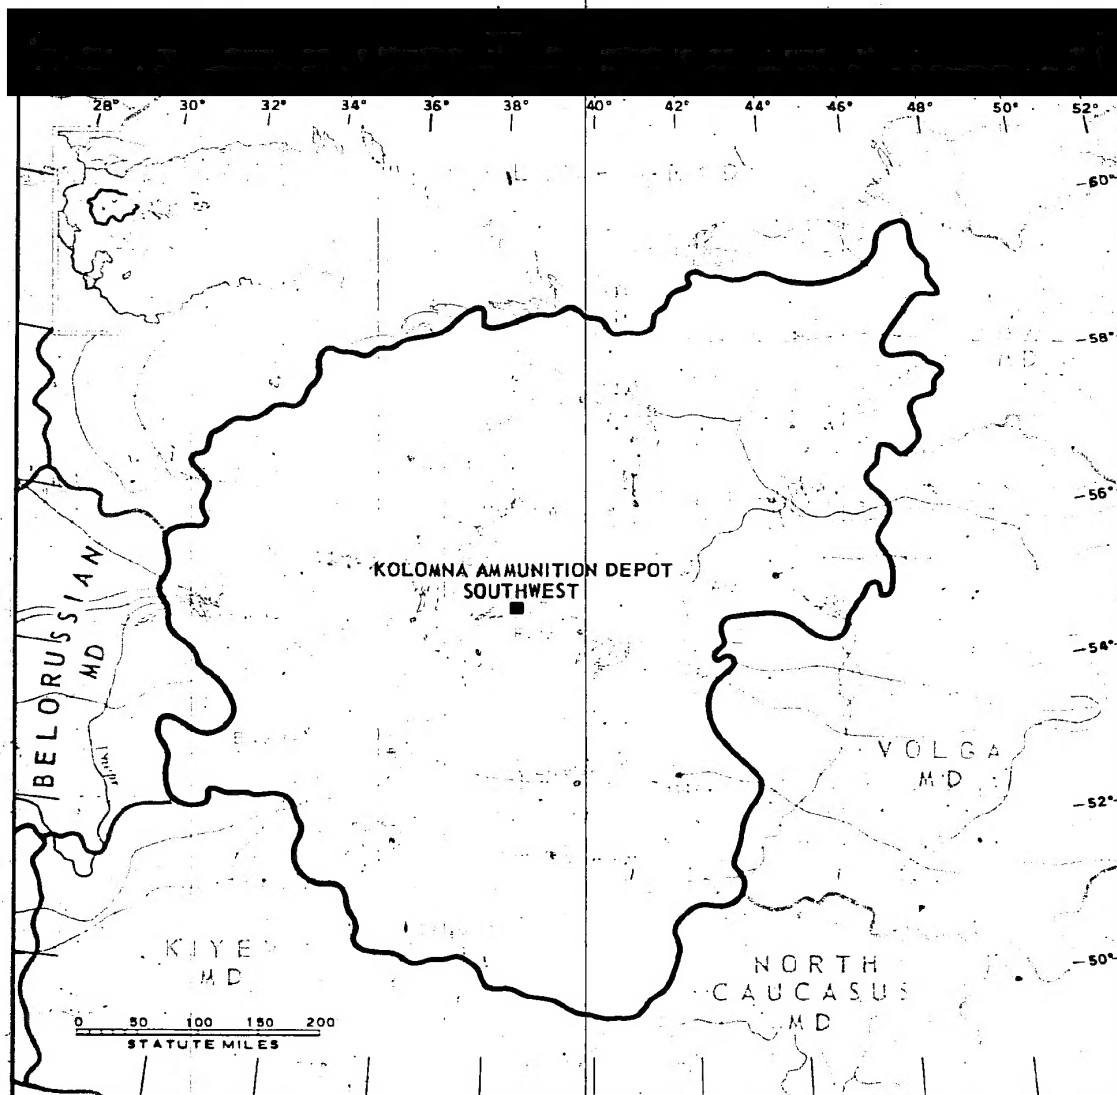 28° 30° 32° 34° 36° 38° 40° 42° 44° 46° 48° 50° 52°
60°
58°
MD
56°
KOLOMNA AMMUNITION DEPOT
SOUTHWEST
54°
BELORUSSIAN
MD
VOLGA
MD
52°
KIYEV
MD
50°
NORTH
CAUCASUS
MD
0 50 100 150 200
STATUTE MILES